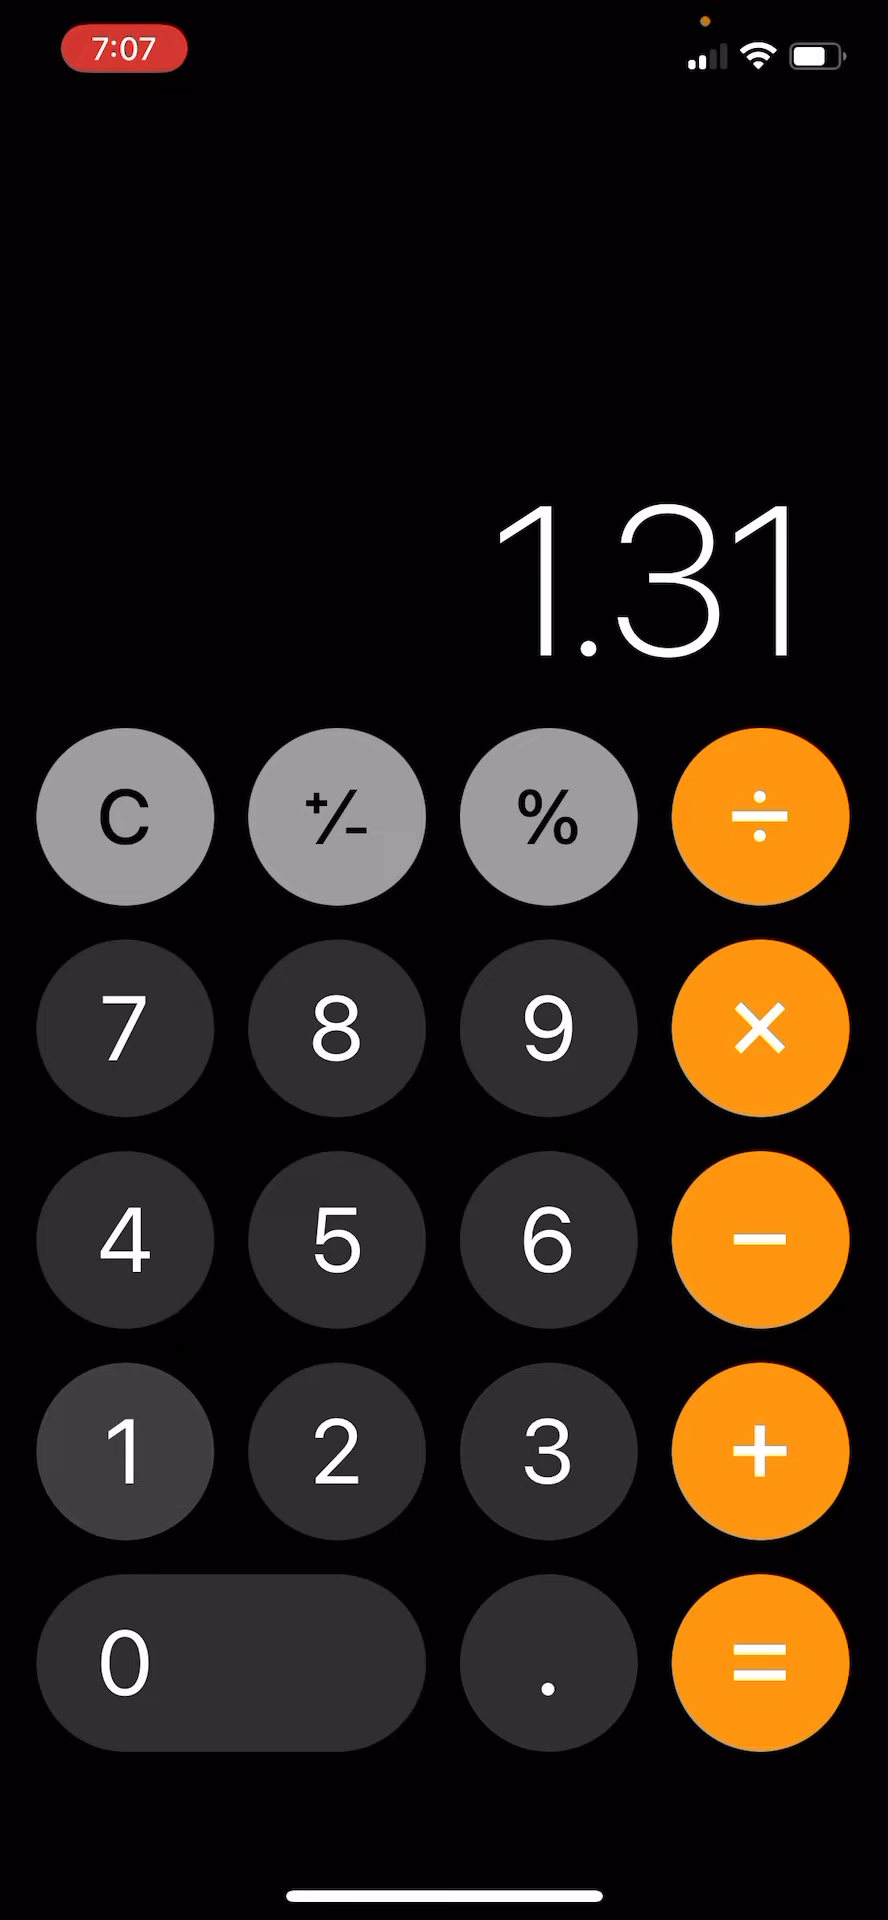 7:07
1.31
C ⁺⁄₋ % ÷
7 8 9 ×
4 5 6 −
1 2 3 +
0 . =